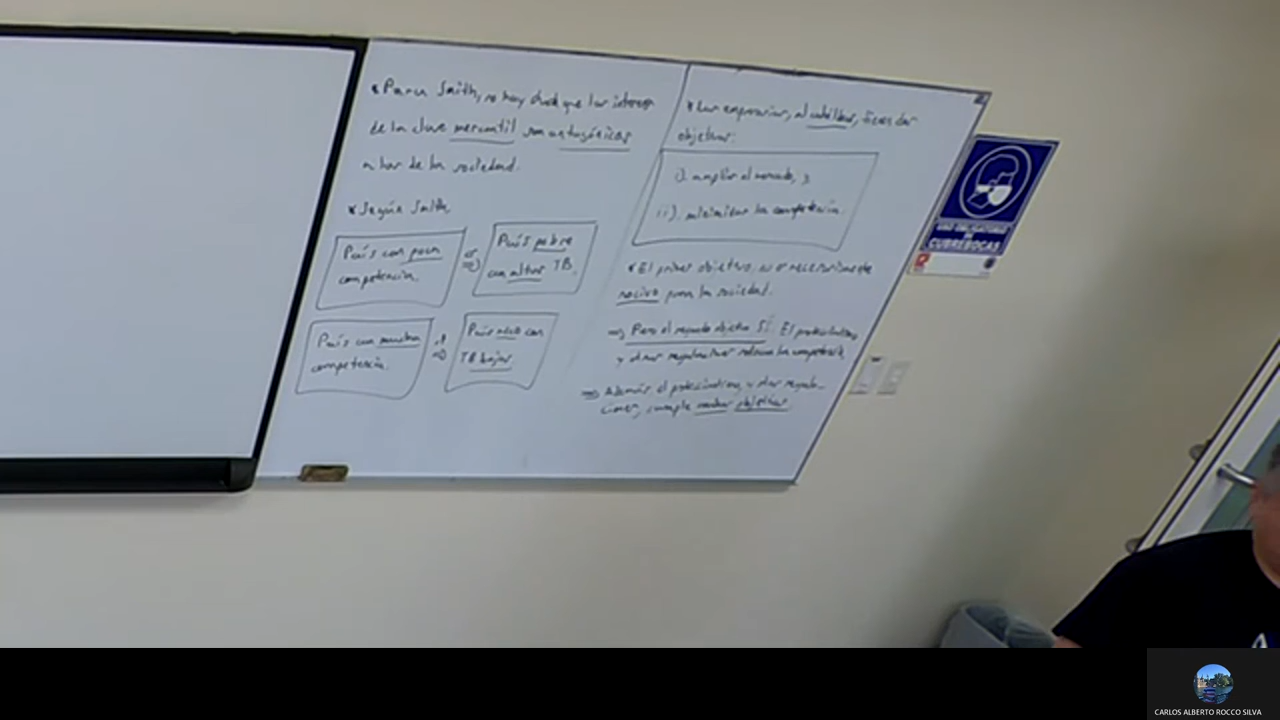 • Para Smith, no hay duda que los intereses
de la clase mercantil son antagónicos
a los de la sociedad.
• Según Smith,
País con poca
competencia.
⇒
País pobre
con altas TB.
País con mucha
competencia.
⇒
País rico con
TB bajas
• Los empresarios, al cabildear, tienen dos
objetivos:
i). ampliar el mercado, y
ii). minimizar la competencia.
• El primer objetivo, no es necesariamente
nocivo para la sociedad.
⇒ Pero el segundo objetivo SÍ. El proteccionismo
y otras regulaciones reducen la competencia,
⇒ Además el proteccionismo, y otras regula-
ciones, cumple ambos objetivos
USO OBLIGATORIO
DE
CUBREBOCAS
CARLOS ALBERTO ROCCO SILVA